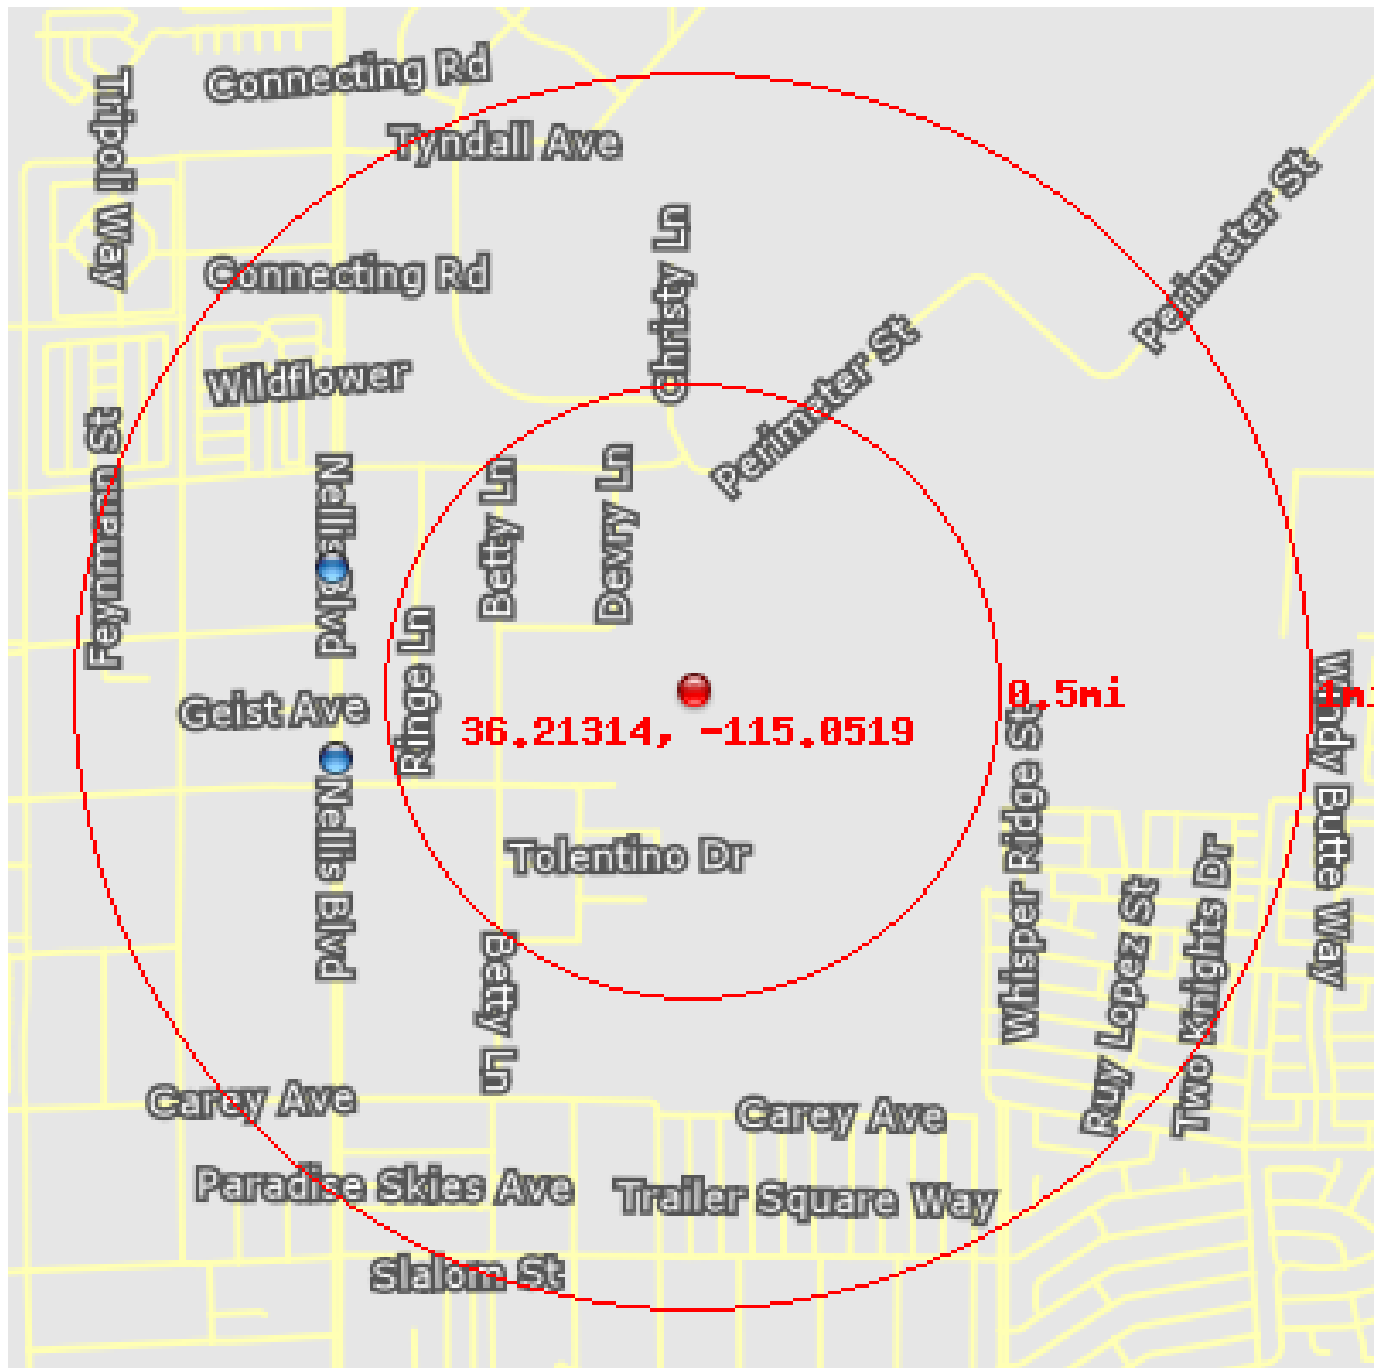 Connecting Rd
Tripoli Way
Tyndall Ave
Perimeter St
Christy Ln
Connecting Rd
Perimeter St
Wildflower
Feynmann St
Nellis Blvd
Betty Ln
Devry Ln
Ringe Ln
Geist Ave
0.5mi
1mi
36.21314, -115.0519
Whisper Ridge St
Windy Butte Way
Nellis Blvd
Tolentino Dr
Ruy Lopez St
Two Knights Dr
Betty Ln
Carey Ave
Carey Ave
Paradise Skies Ave
Trailer Square Way
Slalom St